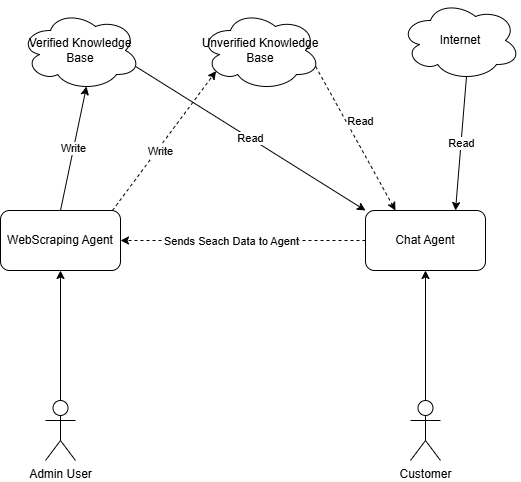 Verified Knowledge
Base
Unverified Knowledge
Base
Internet
Write
Write
Read
Read
Read
WebScraping Agent
Sends Seach Data to Agent
Chat Agent
Admin User
Customer